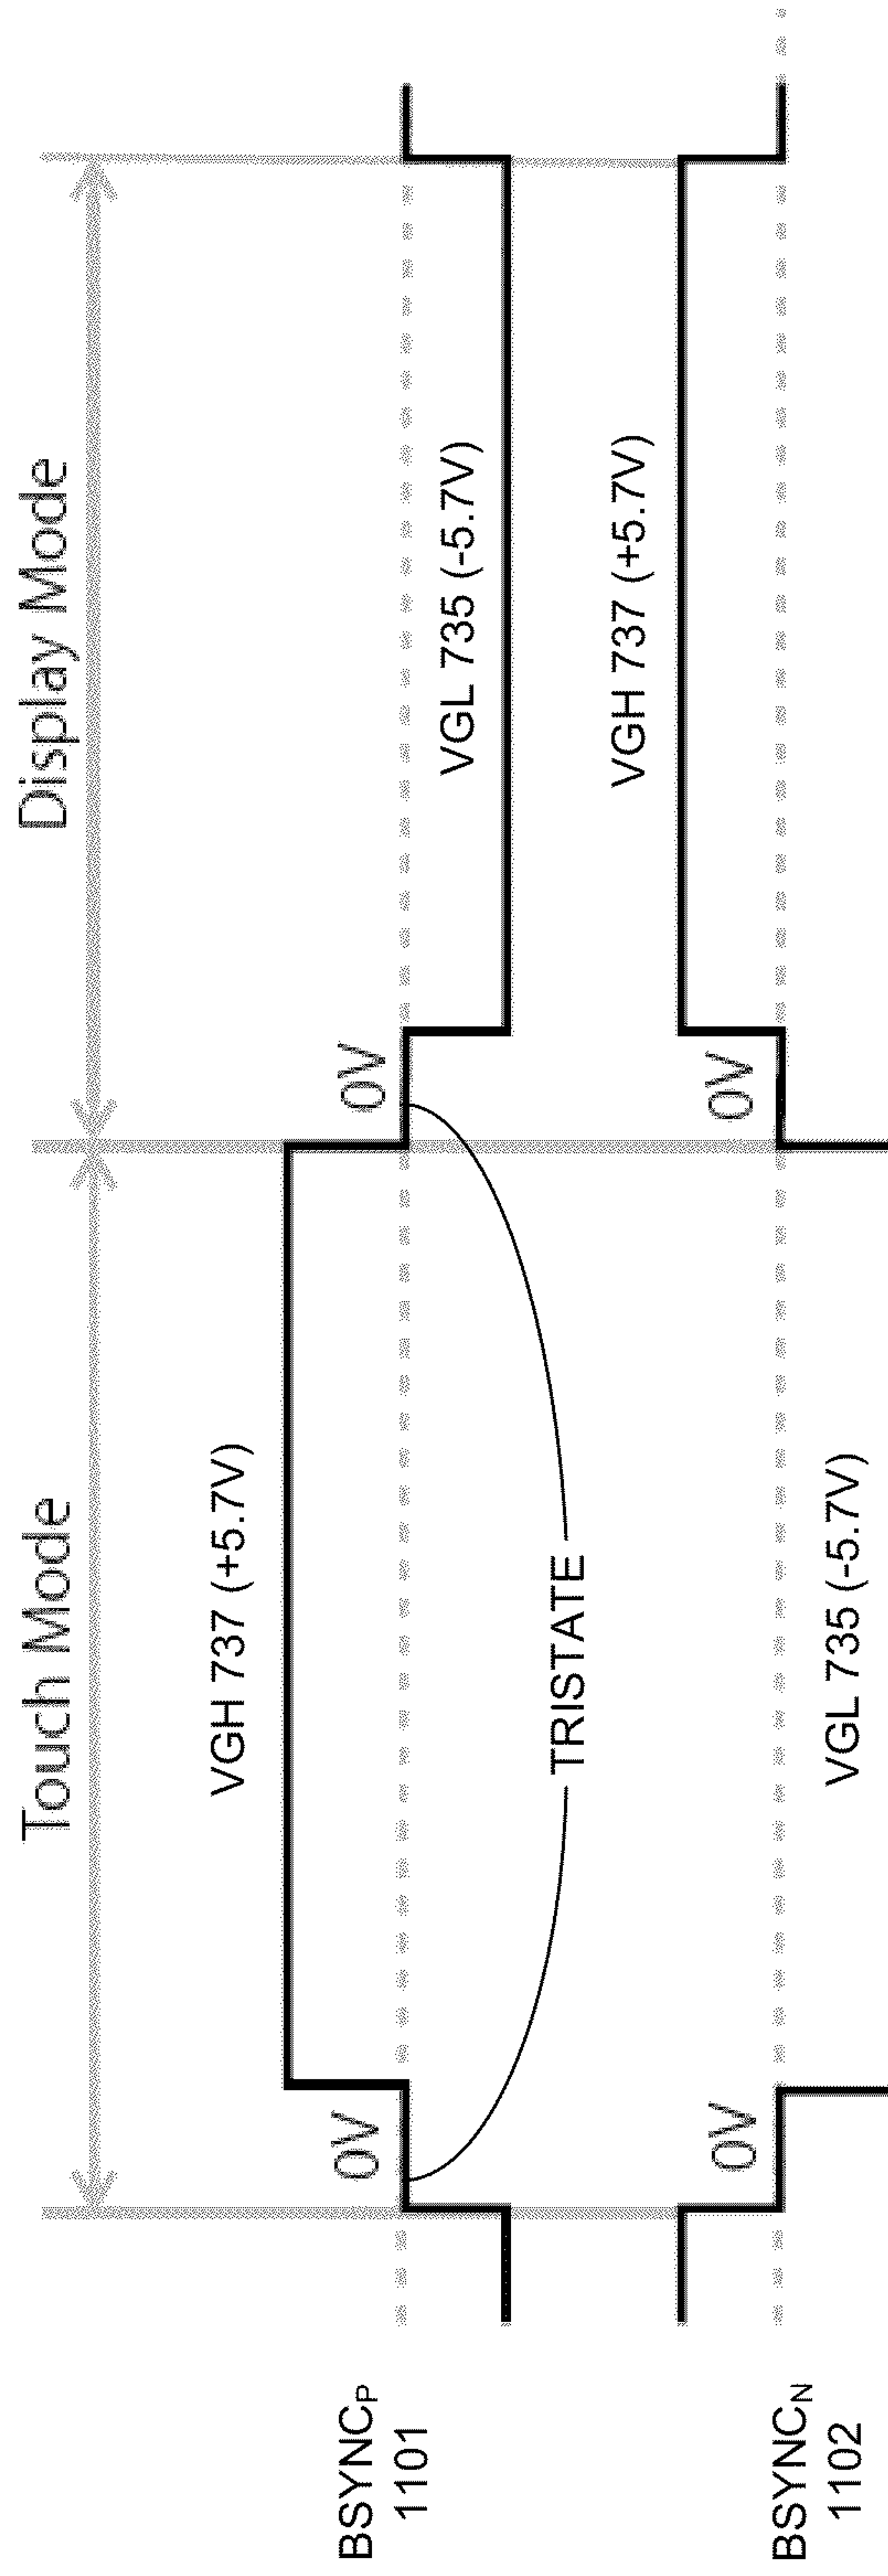 Touch Mode
Display Mode
VGH 737 (+5.7V)
BSYNCP
1101
0V
0V
VGL 735 (-5.7V)
TRISTATE
VGH 737 (+5.7V)
BSYNCN
1102
0V
0V
VGL 735 (-5.7V)